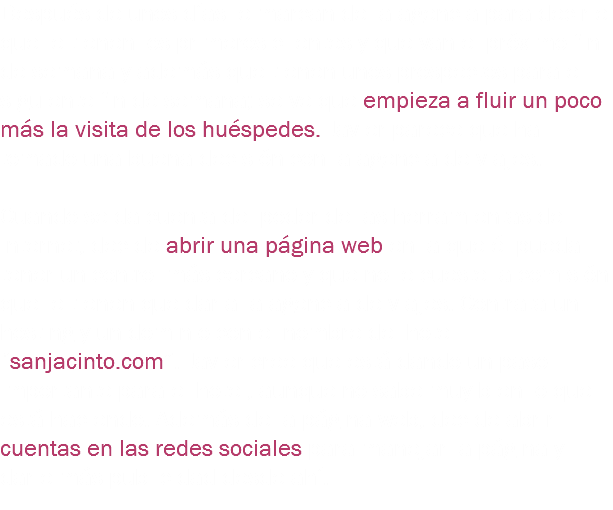 empieza a fluir un poco
más la visita de los huéspedes.
abrir una página web
sanjacinto.com
cuentas en las redes sociales